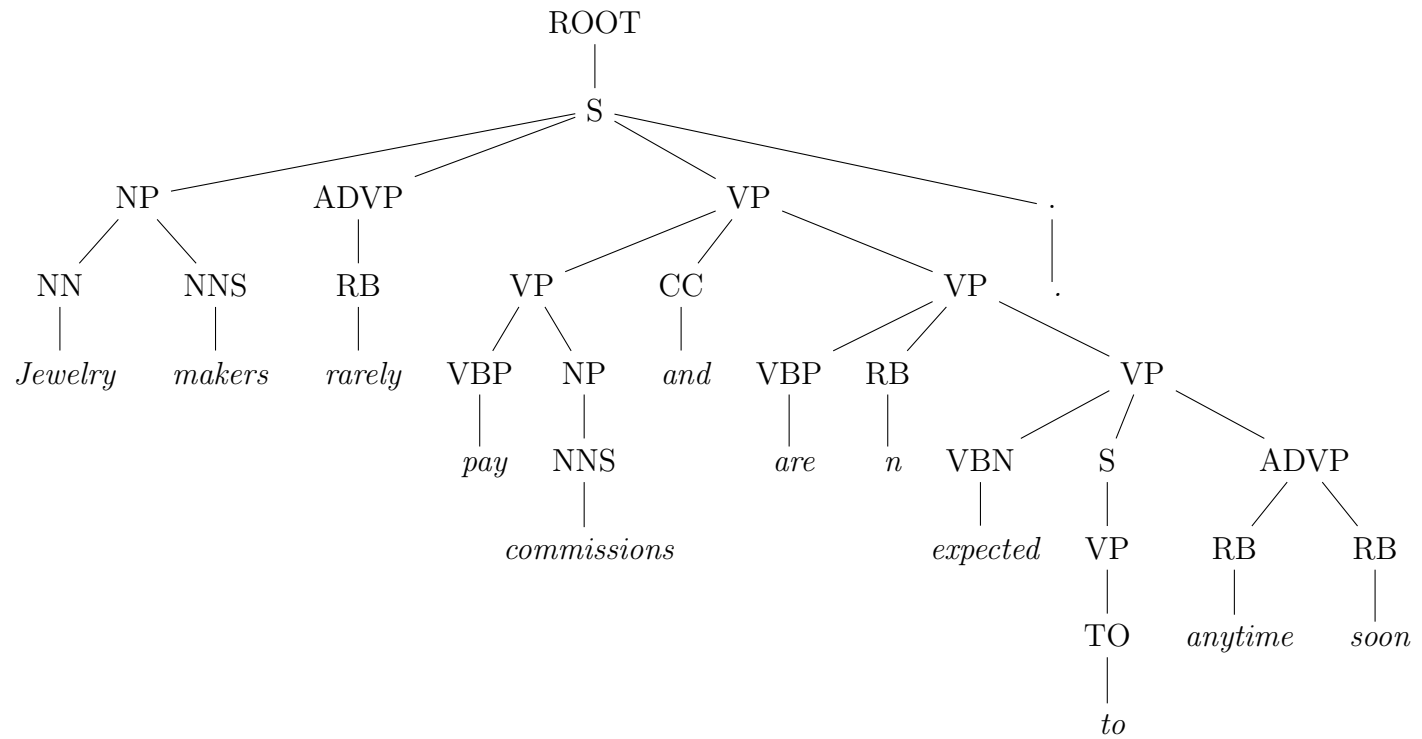 ROOT
S
NP ADVP VP .
NN NNS RB VP CC VP .
Jewelry makers rarely VBP NP and VBP RB VP
pay NNS are n VBN S ADVP
commissions expected VP RB RB
TO anytime soon
to